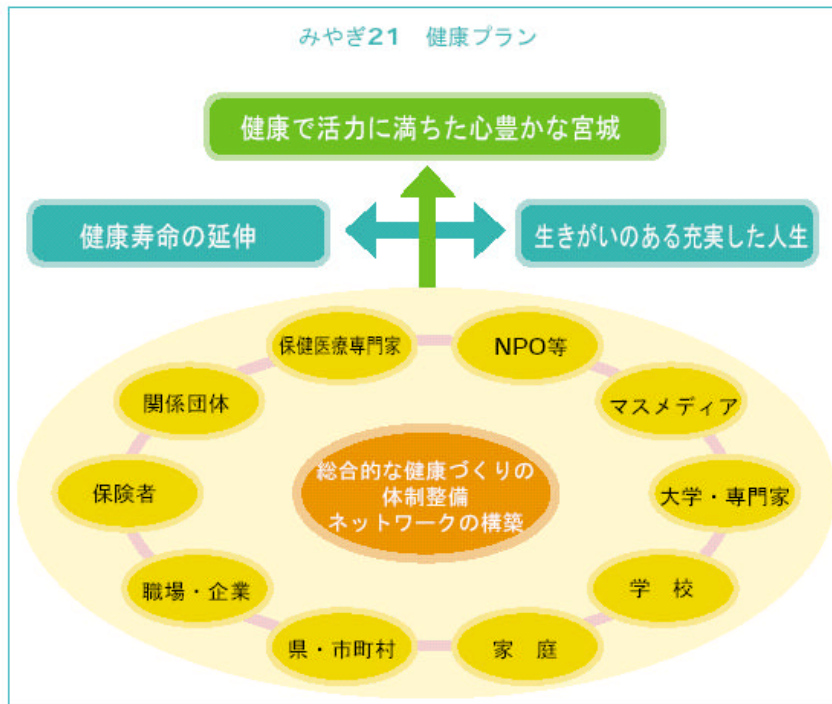 みやぎ21　健康プラン
健康で活力に満ちた心豊かな宮城
健康寿命の延伸
生きがいのある充実した人生
保健医療専門家
NPO等
関係団体
マスメディア
総合的な健康づくりの
体制整備
ネットワークの構築
保険者
大学・専門家
職場・企業
学　校
県・市町村
家　庭